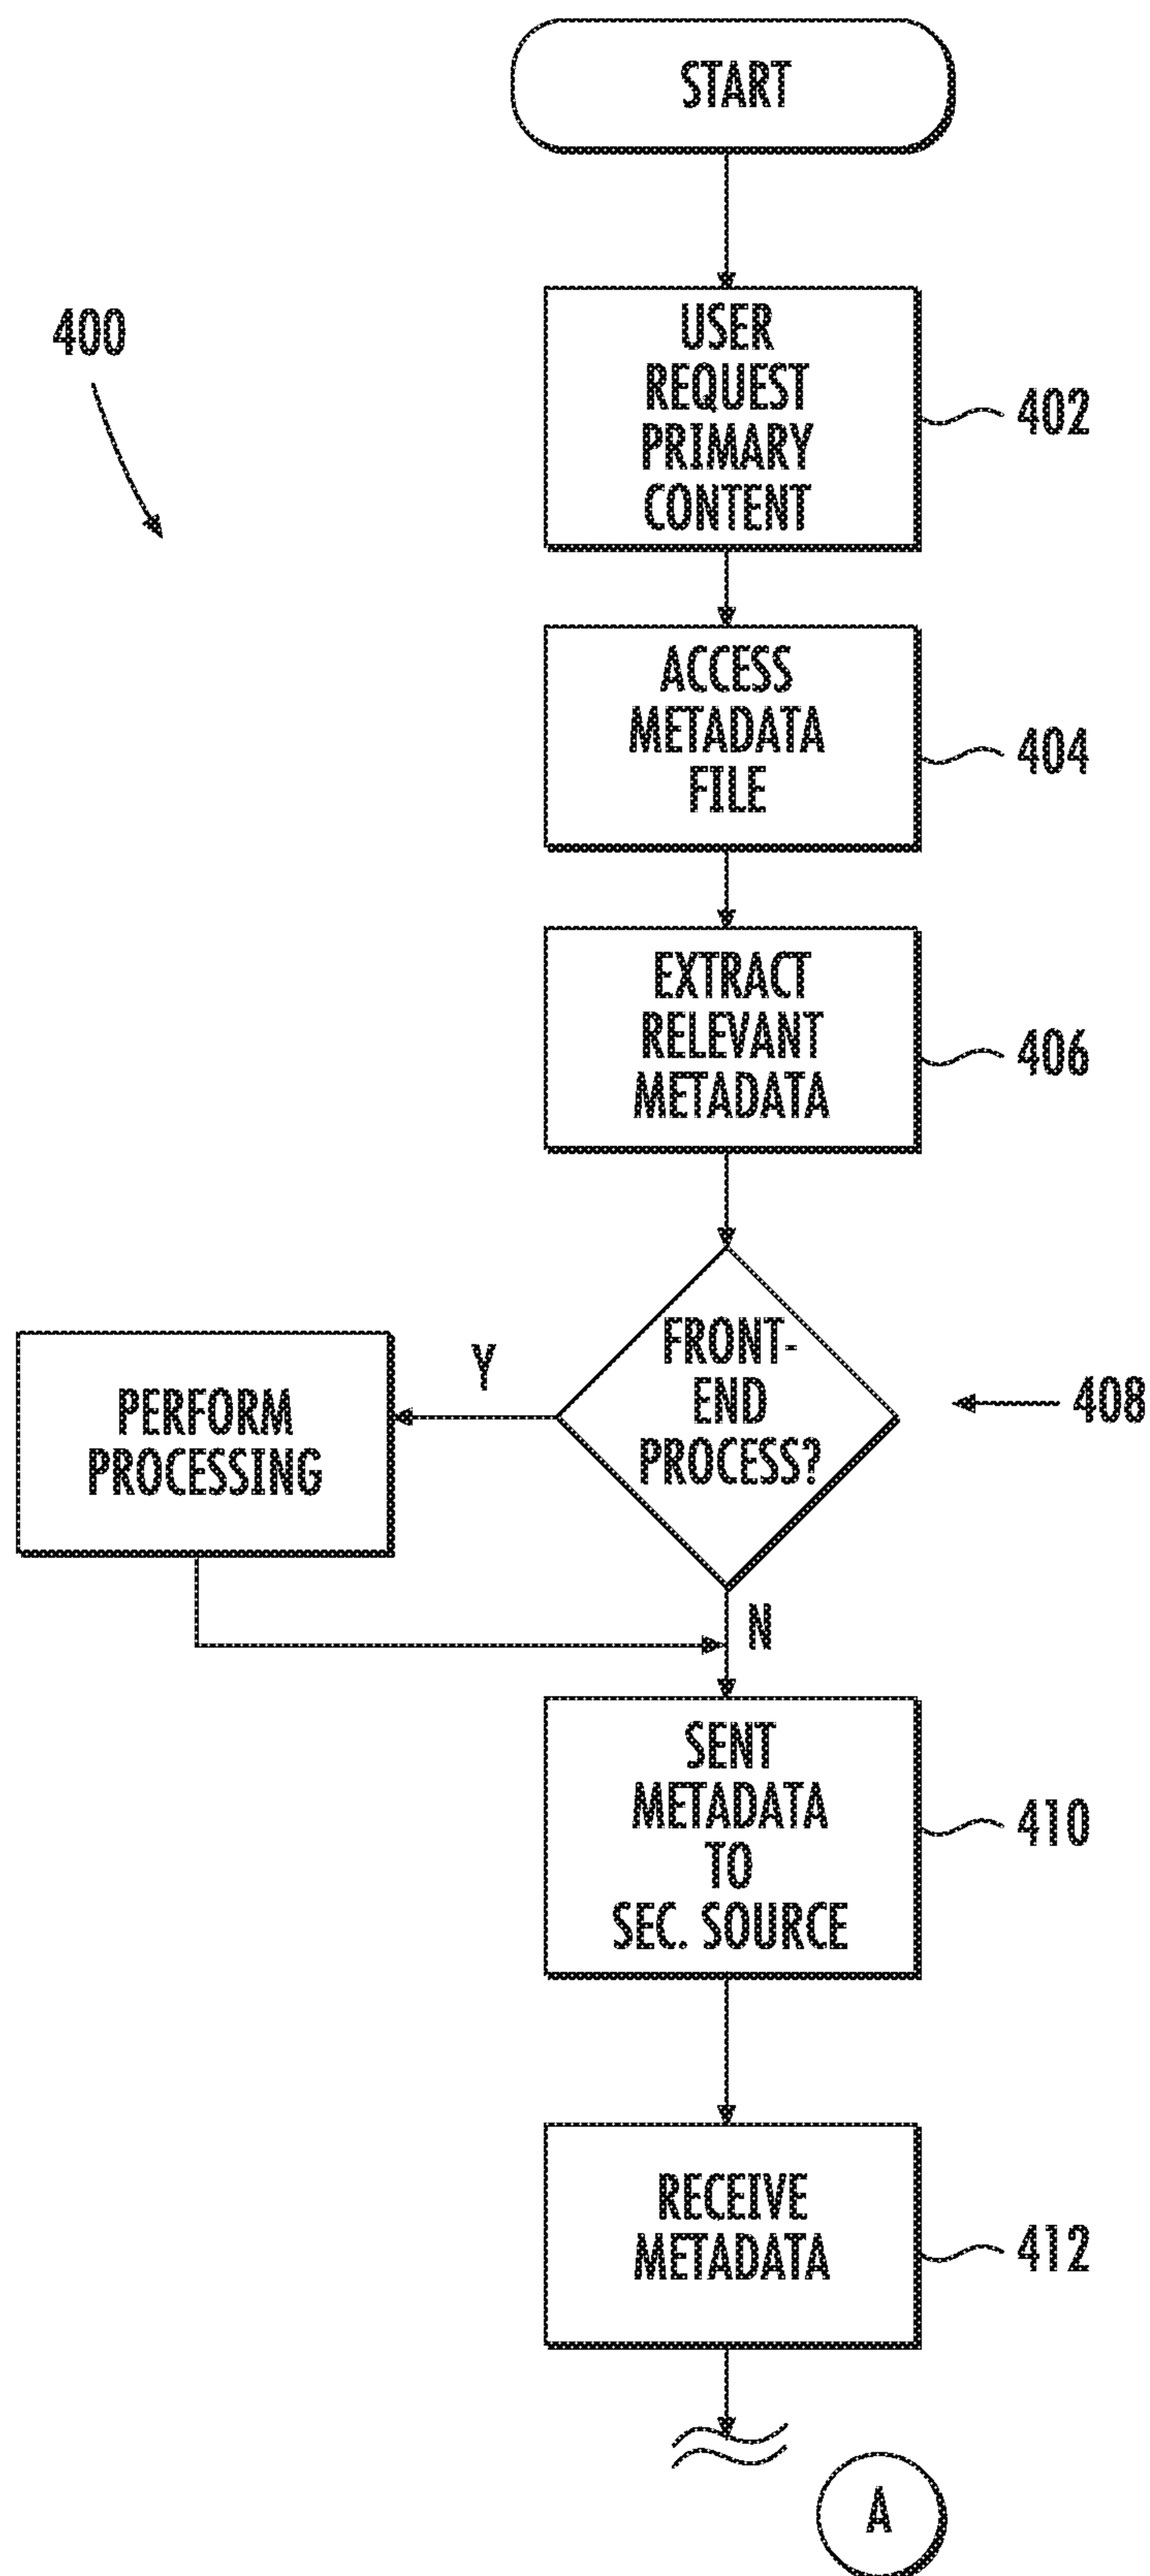 START
400
USER
REQUEST
PRIMARY
CONTENT
402
ACCESS
METADATA
FILE
404
EXTRACT
RELEVANT
METADATA
406
FRONT-
END
PROCESS?
408
Y
PERFORM
PROCESSING
N
SENT
METADATA
TO
SEC. SOURCE
410
RECEIVE
METADATA
412
A